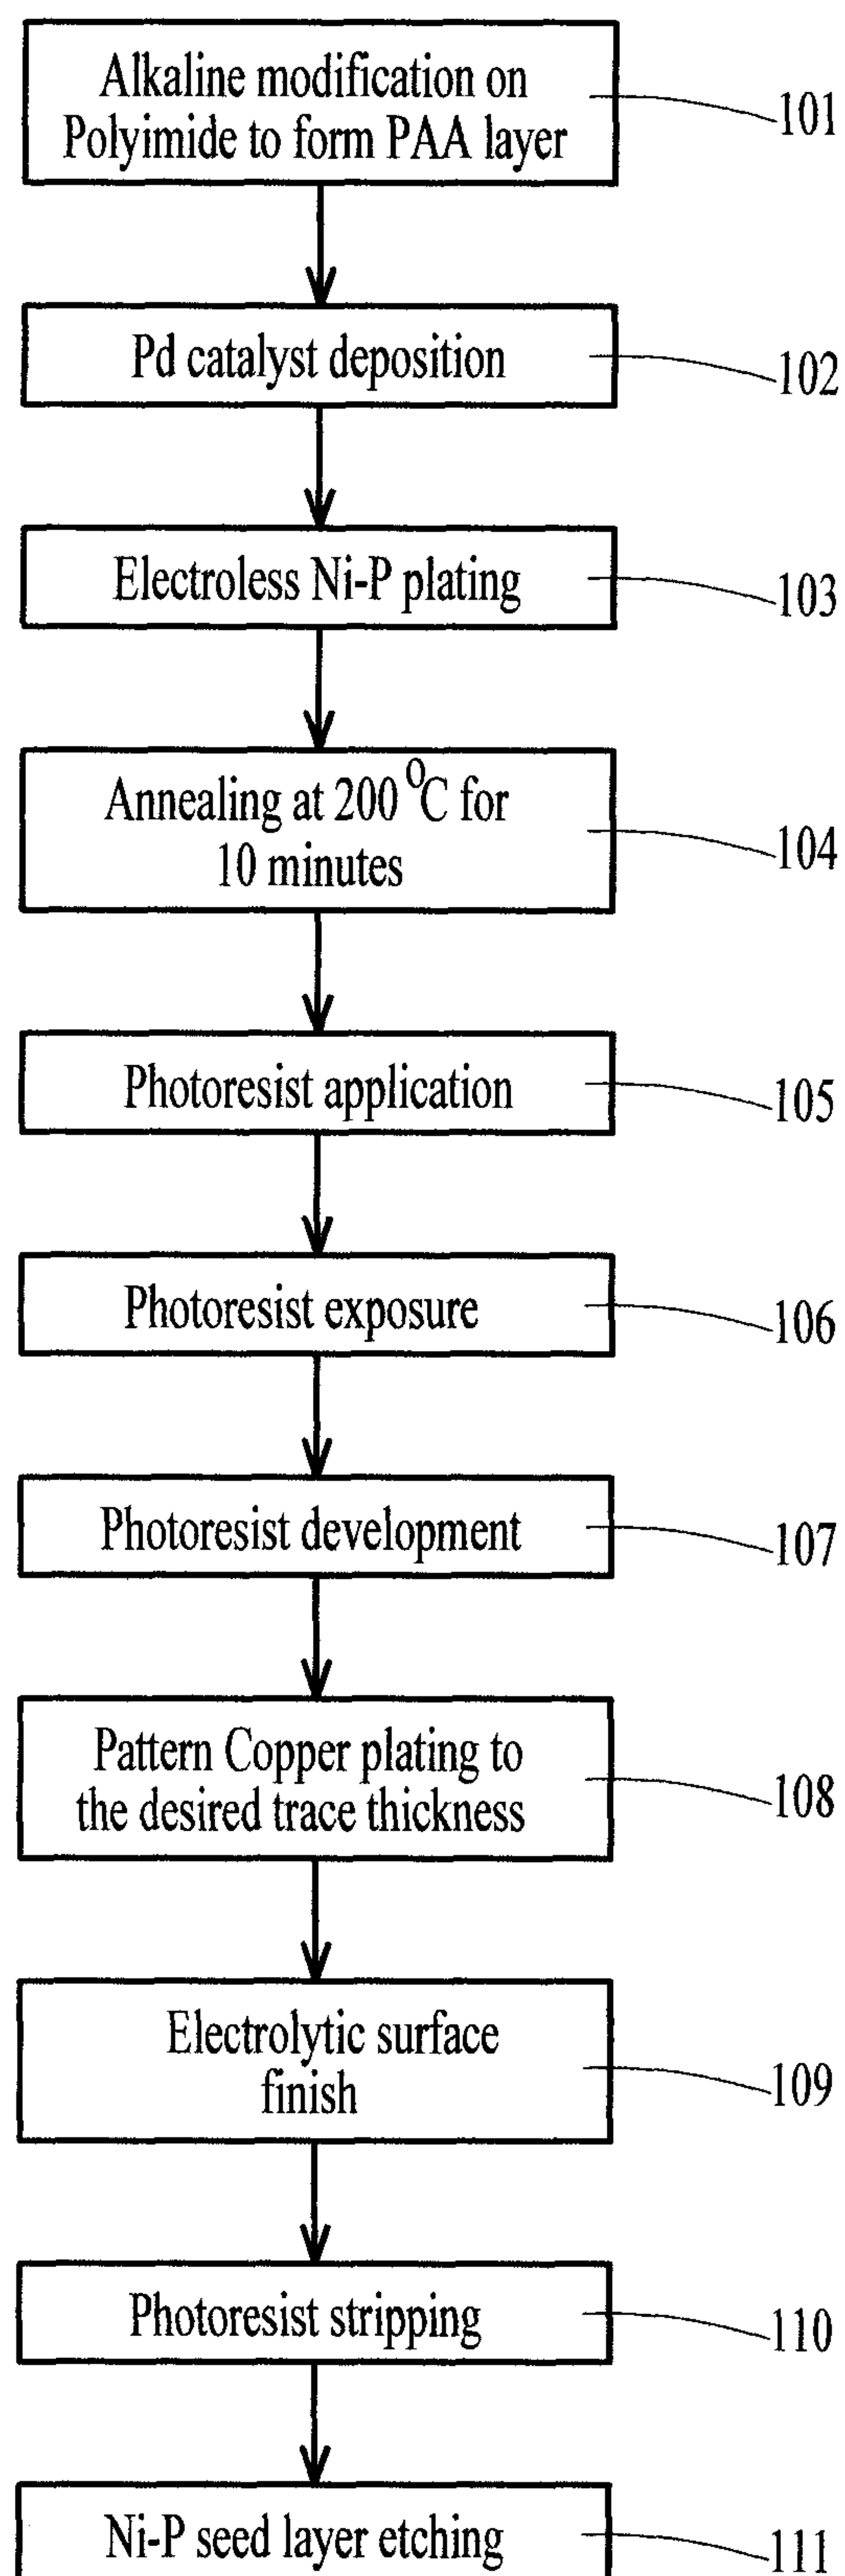 Alkaline modification on
Polyimide to form PAA layer
101
Pd catalyst deposition
102
Electroless Ni-P plating
103
Annealing at 200 °C for
10 minutes
104
Photoresist application
105
Photoresist exposure
106
Photoresist development
107
Pattern Copper plating to
the desired trace thickness
108
Electrolytic surface
finish
109
Photoresist stripping
110
Ni-P seed layer etching
111